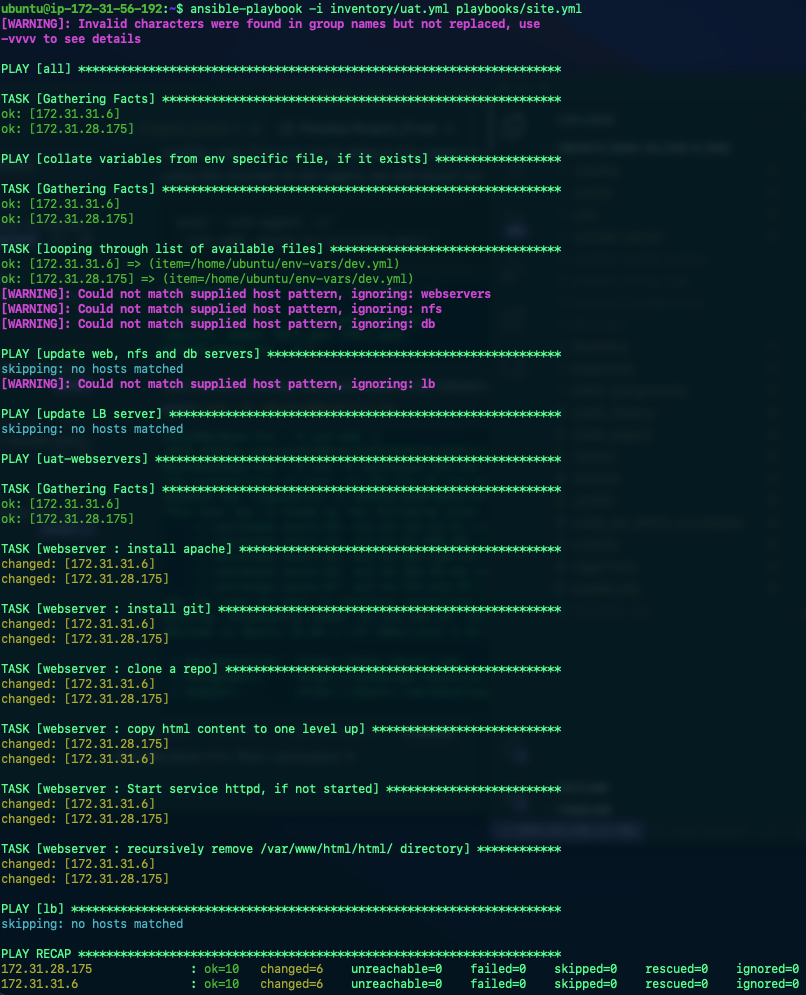 ubuntu@ip-172-31-56-192:~$ ansible-playbook -i inventory/uat.yml playbooks/site.yml
[WARNING]: Invalid characters were found in group names but not replaced, use
-vvvv to see details
PLAY [all] *********************************************************************
TASK [Gathering Facts] *********************************************************
ok: [172.31.31.6]
ok: [172.31.28.175]
PLAY [collate variables from env specific file, if it exists] ******************
TASK [Gathering Facts] *********************************************************
ok: [172.31.31.6]
ok: [172.31.28.175]
TASK [looping through list of available files] *********************************
ok: [172.31.31.6] => (item=/home/ubuntu/env-vars/dev.yml)
ok: [172.31.28.175] => (item=/home/ubuntu/env-vars/dev.yml)
[WARNING]: Could not match supplied host pattern, ignoring: webservers
[WARNING]: Could not match supplied host pattern, ignoring: nfs
[WARNING]: Could not match supplied host pattern, ignoring: db
PLAY [update web, nfs and db servers] ******************************************
skipping: no hosts matched
[WARNING]: Could not match supplied host pattern, ignoring: lb
PLAY [update LB server] ********************************************************
skipping: no hosts matched
PLAY [uat-webservers] **********************************************************
TASK [Gathering Facts] *********************************************************
ok: [172.31.31.6]
ok: [172.31.28.175]
TASK [webserver : install apache] **********************************************
changed: [172.31.31.6]
changed: [172.31.28.175]
TASK [webserver : install git] *************************************************
changed: [172.31.31.6]
changed: [172.31.28.175]
TASK [webserver : clone a repo] ************************************************
changed: [172.31.31.6]
changed: [172.31.28.175]
TASK [webserver : copy html content to one level up] ***************************
changed: [172.31.28.175]
changed: [172.31.31.6]
TASK [webserver : Start service httpd, if not started] *************************
changed: [172.31.31.6]
changed: [172.31.28.175]
TASK [webserver : recursively remove /var/www/html/html/ directory] ************
changed: [172.31.31.6]
changed: [172.31.28.175]
PLAY [lb] **********************************************************************
skipping: no hosts matched
PLAY RECAP *********************************************************************
172.31.28.175              : ok=10   changed=6    unreachable=0    failed=0    skipped=0    rescued=0    ignored=0
172.31.31.6                : ok=10   changed=6    unreachable=0    failed=0    skipped=0    rescued=0    ignored=0